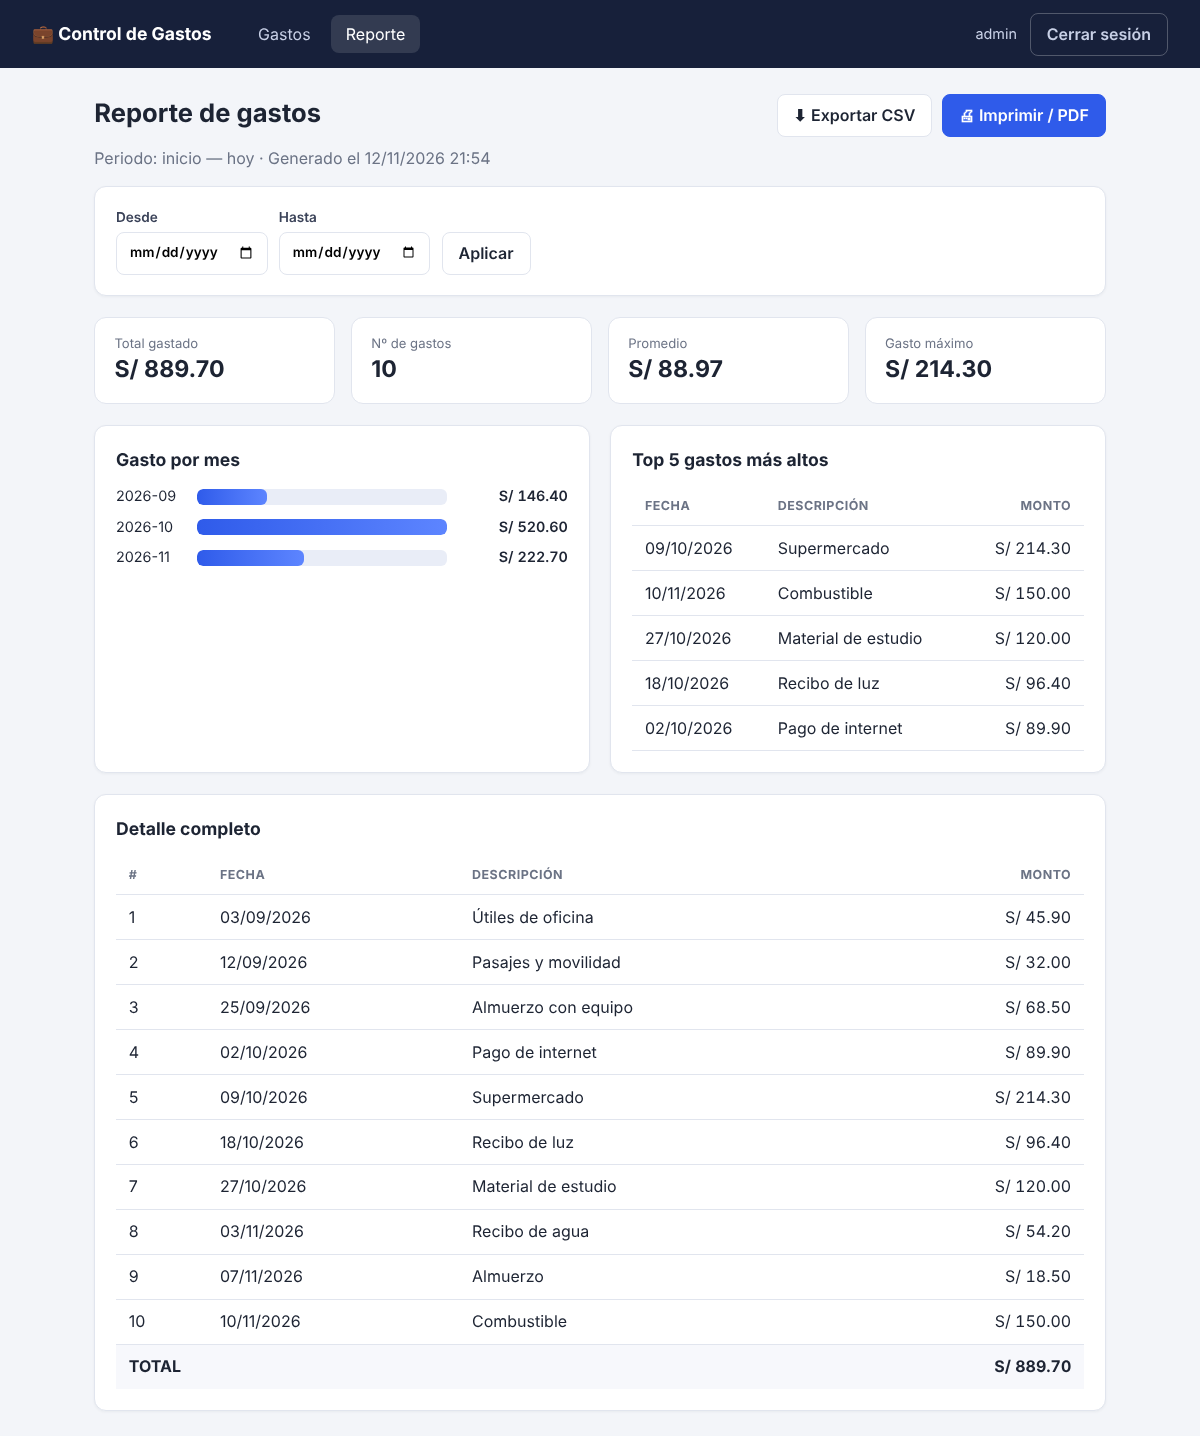 💼 Control de Gastos Gastos Reporte admin Cerrar sesión
Reporte de gastos ⬇ Exportar CSV 🖨 Imprimir / PDF
Periodo: inicio — hoy · Generado el 12/11/2026 21:54
Desde Hasta
mm/dd/yyyy mm/dd/yyyy Aplicar
Total gastado
S/ 889.70
Nº de gastos
10
Promedio
S/ 88.97
Gasto máximo
S/ 214.30
Gasto por mes
2026-09 S/ 146.40
2026-10 S/ 520.60
2026-11 S/ 222.70
Top 5 gastos más altos
FECHA DESCRIPCIÓN MONTO
09/10/2026 Supermercado S/ 214.30
10/11/2026 Combustible S/ 150.00
27/10/2026 Material de estudio S/ 120.00
18/10/2026 Recibo de luz S/ 96.40
02/10/2026 Pago de internet S/ 89.90
Detalle completo
# FECHA DESCRIPCIÓN MONTO
1 03/09/2026 Útiles de oficina S/ 45.90
2 12/09/2026 Pasajes y movilidad S/ 32.00
3 25/09/2026 Almuerzo con equipo S/ 68.50
4 02/10/2026 Pago de internet S/ 89.90
5 09/10/2026 Supermercado S/ 214.30
6 18/10/2026 Recibo de luz S/ 96.40
7 27/10/2026 Material de estudio S/ 120.00
8 03/11/2026 Recibo de agua S/ 54.20
9 07/11/2026 Almuerzo S/ 18.50
10 10/11/2026 Combustible S/ 150.00
TOTAL S/ 889.70